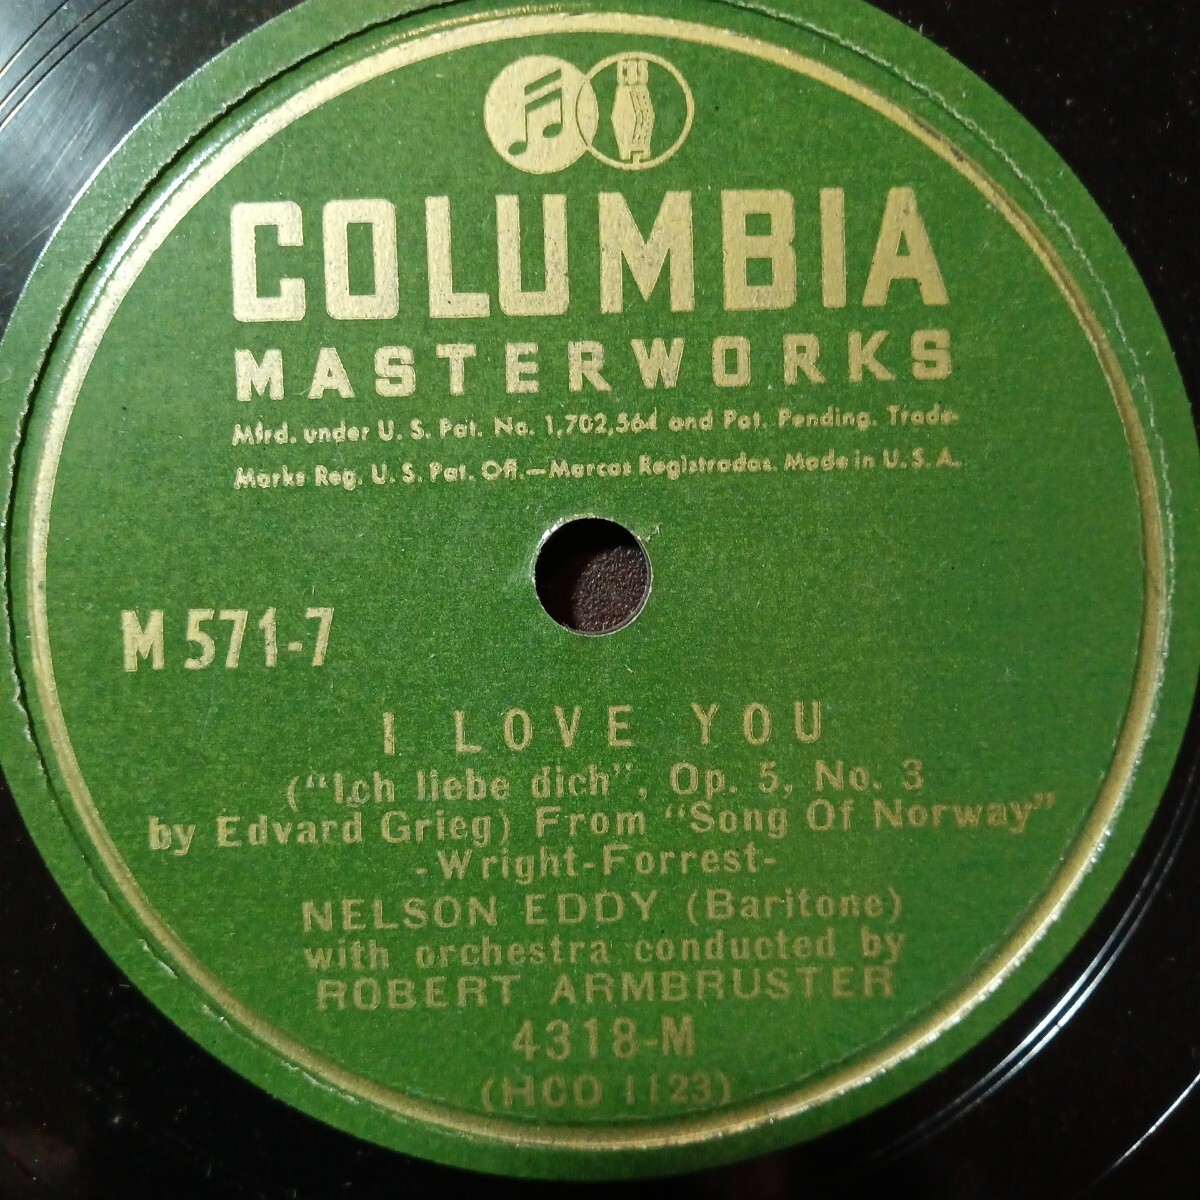 COLUMBIA
MASTERWORKS
Mfrd. under U. S. Pat. No. 1,702,564 and Pat. Pending. Trade
Marks Reg. U. S. Pat. Off.—Marcas Registradas. Made in U. S. A.
M 571-7
I LOVE YOU
("Ich liebe dich", Op. 5, No. 3
by Edvard Grieg) From "Song Of Norway"
-Wright-Forrest-
NELSON EDDY (Baritone)
with orchestra conducted by
ROBERT ARMBRUSTER
4318-M
(HCO 1123)